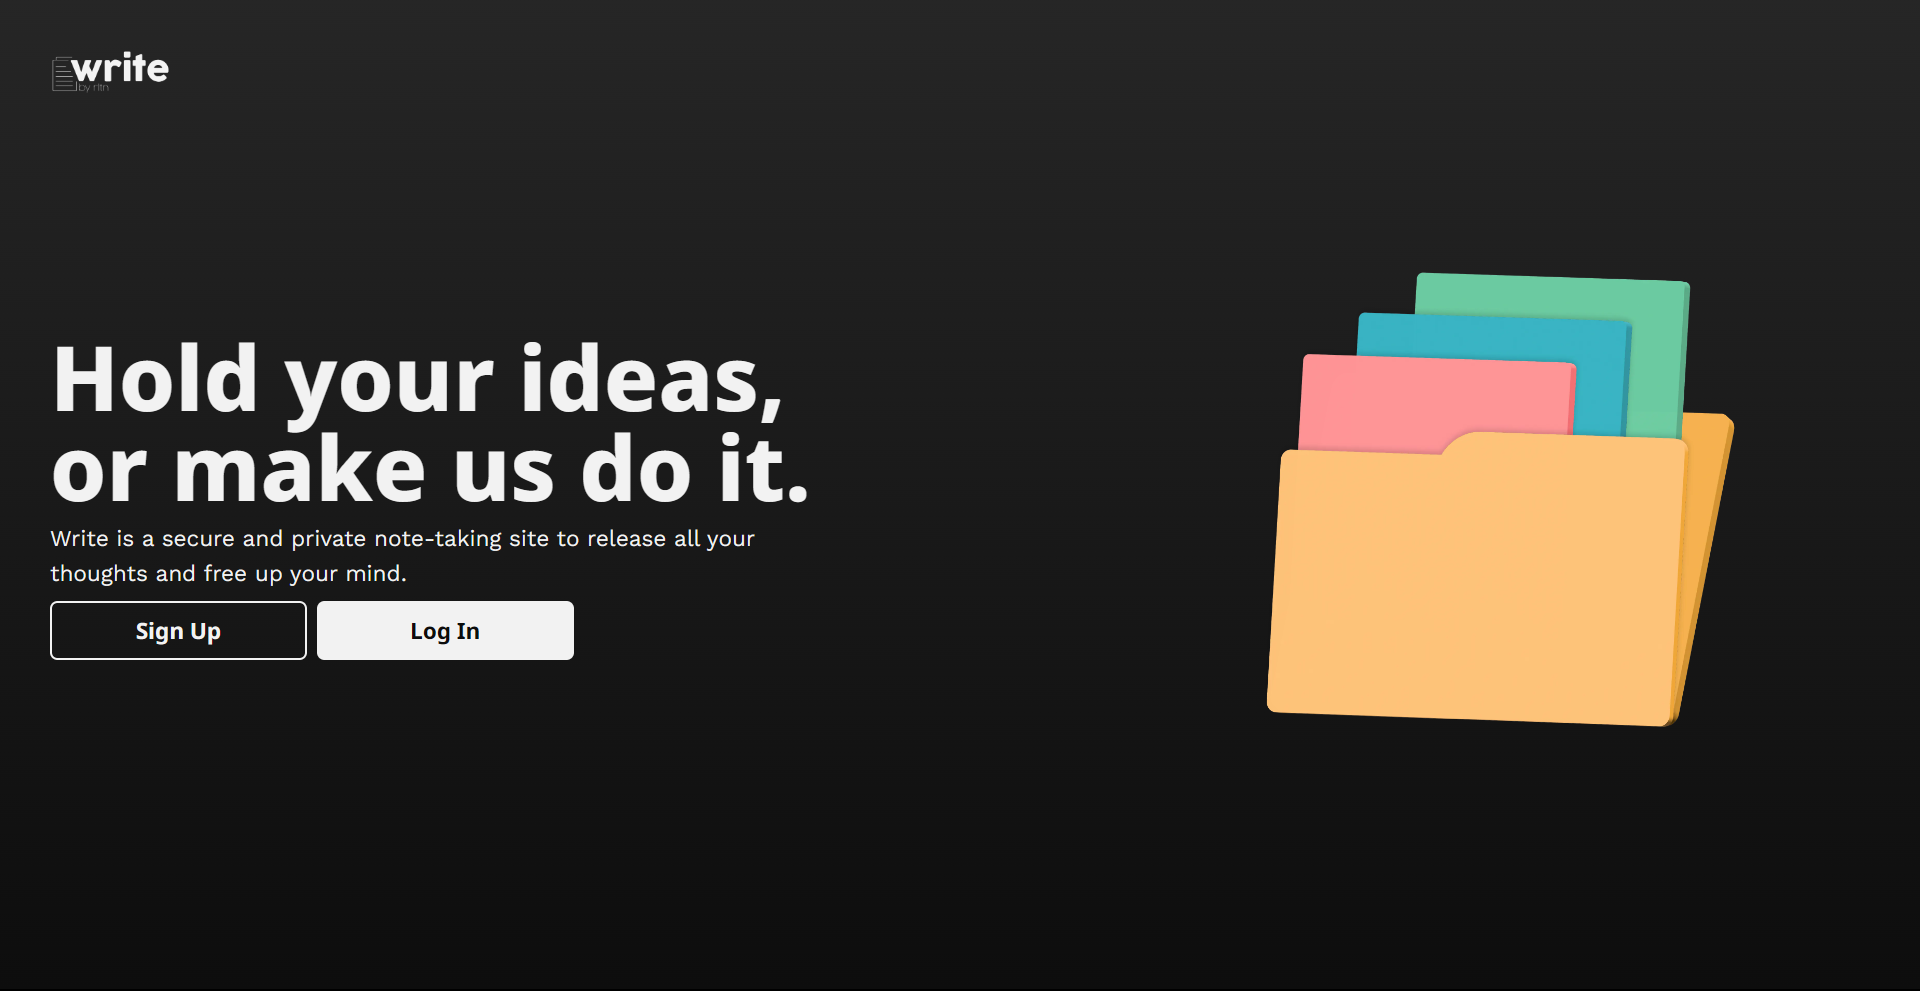 write
by rltn
Hold your ideas,
or make us do it.
Write is a secure and private note-taking site to release all your
thoughts and free up your mind.
Sign Up
Log In